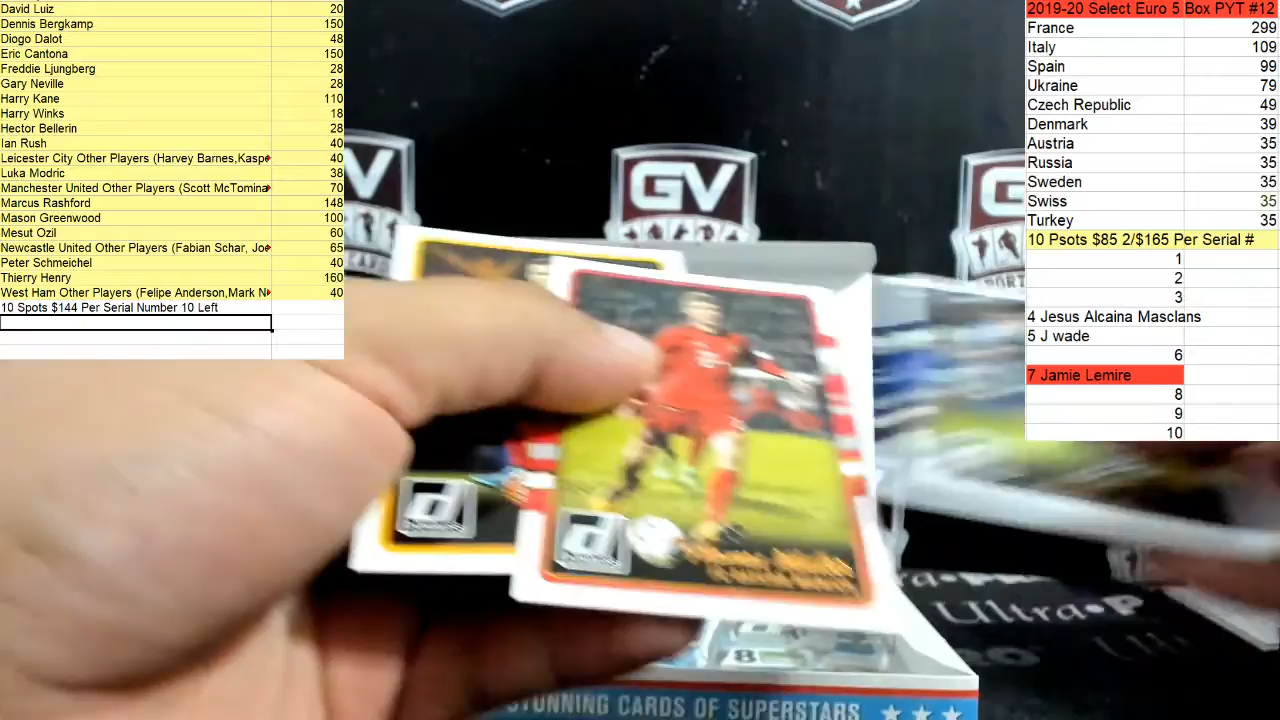 David Luiz 20
Dennis Bergkamp 150
Diogo Dalot 48
Eric Cantona 150
Freddie Ljungberg 28
Gary Neville 28
Harry Kane 110
Harry Winks 18
Hector Bellerin 28
Ian Rush 40
Leicester City Other Players (Harvey Barnes,Kaspe 40
Luka Modric 38
Manchester United Other Players (Scott McTomina 70
Marcus Rashford 148
Mason Greenwood 100
Mesut Ozil 60
Newcastle United Other Players (Fabian Schar, Joe 65
Peter Schmeichel 40
Thierry Henry 160
West Ham Other Players (Felipe Anderson,Mark N 40
10 Spots $144 Per Serial Number 10 Left
2019-20 Select Euro 5 Box PYT #12
France 299
Italy 109
Spain 99
Ukraine 79
Czech Republic 49
Denmark 39
Austria 35
Russia 35
Sweden 35
Swiss 35
Turkey 35
10 Psots $85 2/$165 Per Serial #
1
2
3
4 Jesus Alcaina Masclans
5 J wade
6
7 Jamie Lemire
8
9
10
GV
d
d
8
Ultra
STUNNING CARDS OF SUPERSTARS